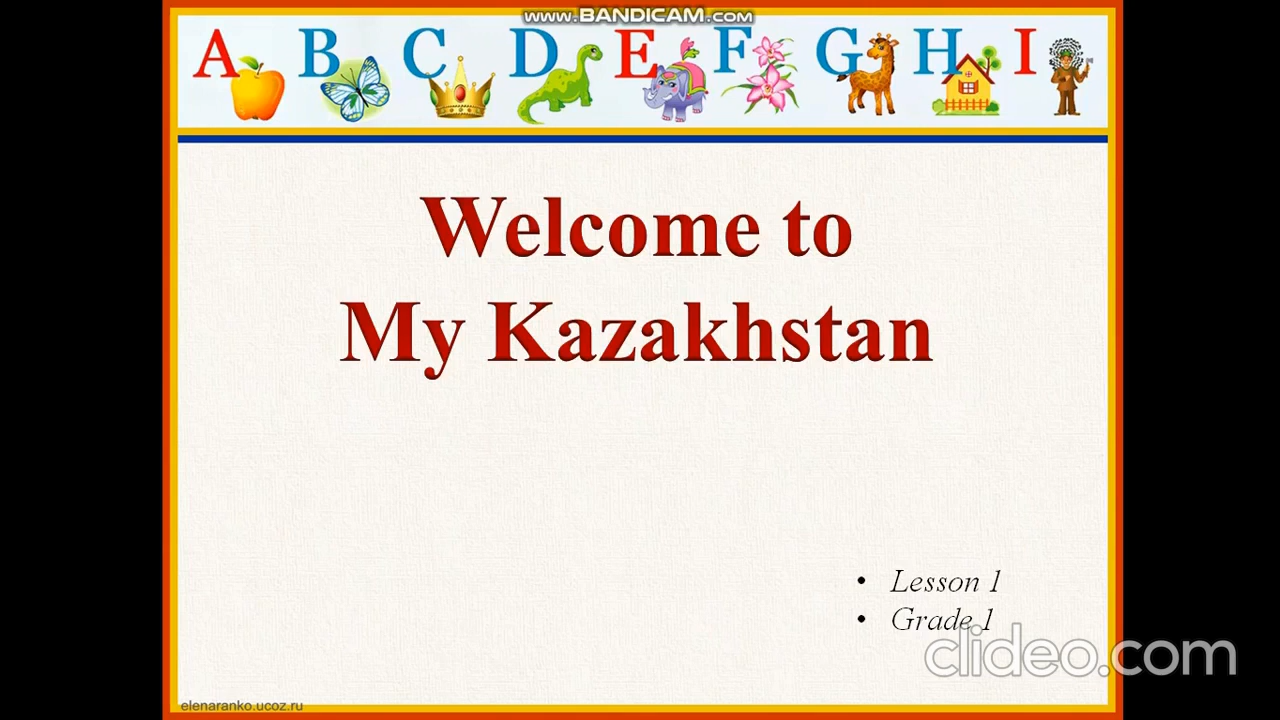 www.BANDICAM.com
A B C D E F G H I
Welcome to
My Kazakhstan
• Lesson 1
• Grade 1
clideo.com
elenaranko.ucoz.ru